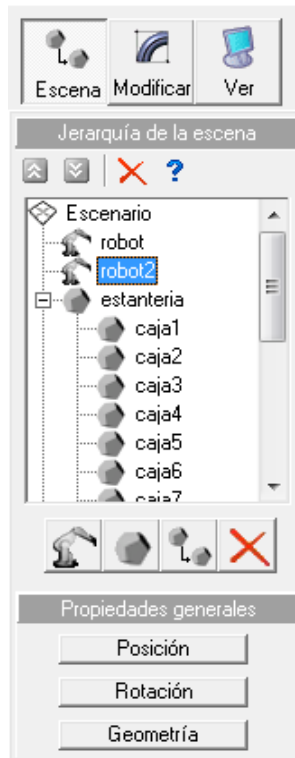 Escena Modificar Ver
Jerarquía de la escena
?
Escenario
robot
robot2
estanteria
caja1
caja2
caja3
caja4
caja5
caja6
caja7
Propiedades generales
Posición
Rotación
Geometría